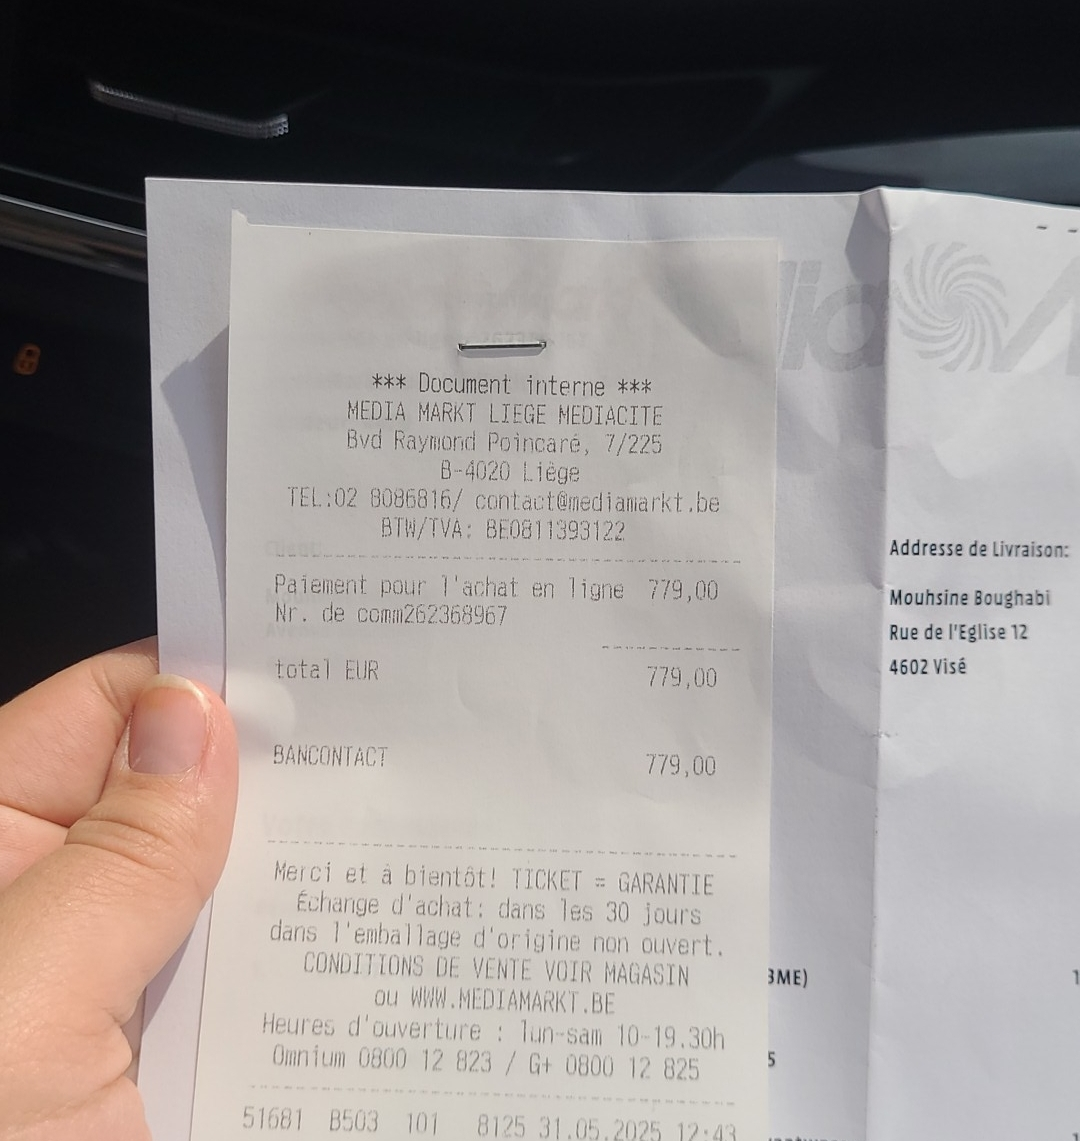 *** Document interne ***
MEDIA MARKT LIEGE MEDIACITE
Bvd Raymond Poincaré, 7/225
B-4020 Liège
TEL:02 8086816/ contact@mediamarkt.be
BTW/TVA: BE0811393122
Paiement pour l'achat en ligne 779,00
Nr. de comm262368967
total EUR 779,00
BANCONTACT 779,00
Merci et à bientôt! TICKET = GARANTIE
Échange d'achat: dans les 30 jours
dans l'emballage d'origine non ouvert.
CONDITIONS DE VENTE VOIR MAGASIN
ou WWW.MEDIAMARKT.BE
Heures d'ouverture : lun-sam 10-19.30h
Omnium 0800 12 823 / G+ 0800 12 825
51681 B503 101 8125 31.05.2025 12:43
Addresse de Livraison:
Mouhsine Boughabi
Rue de l'Eglise 12
4602 Visé